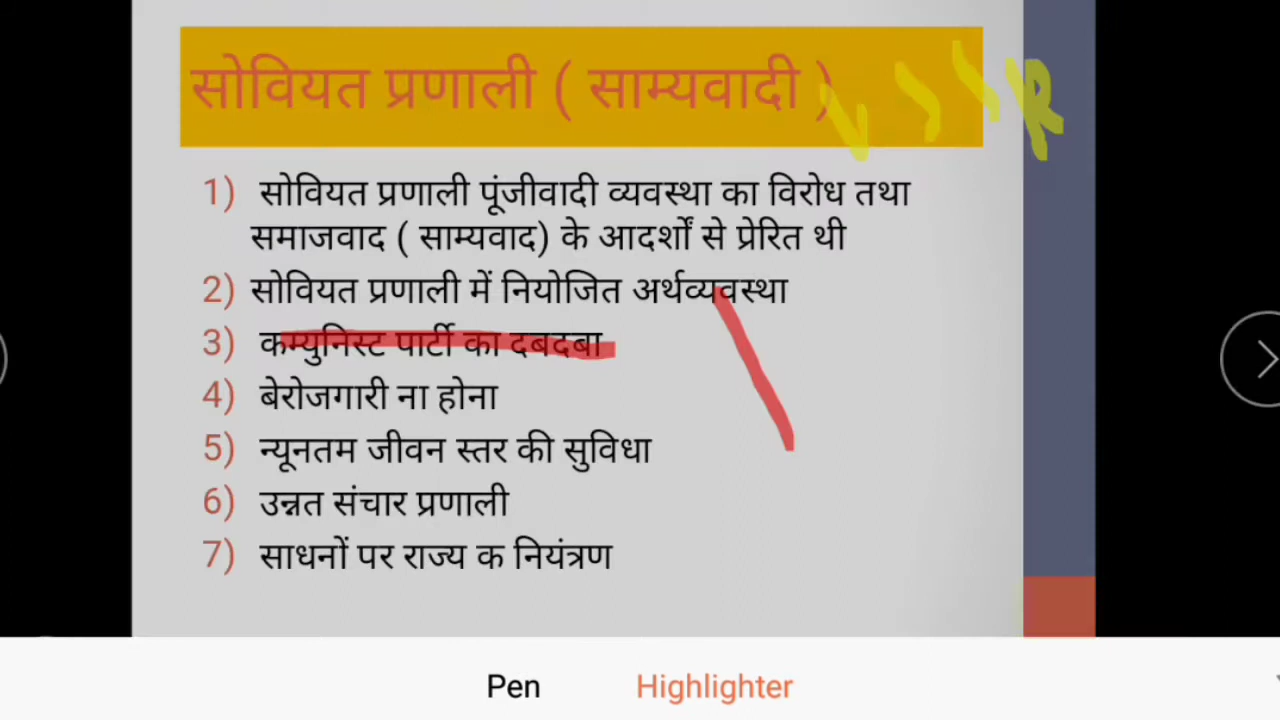 सोवियत प्रणाली ( साम्यवादी )
1) सोवियत प्रणाली पूंजीवादी व्यवस्था का विरोध तथा
समाजवाद ( साम्यवाद) के आदर्शों से प्रेरित थी
2) सोवियत प्रणाली में नियोजित अर्थव्यवस्था
3) कम्युनिस्ट पार्टी का दबदबा
4) बेरोजगारी ना होना
5) न्यूनतम जीवन स्तर की सुविधा
6) उन्नत संचार प्रणाली
7) साधनों पर राज्य क नियंत्रण
Pen Highlighter